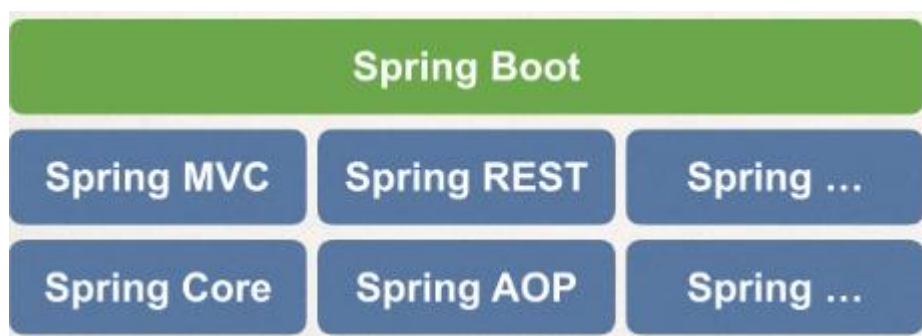 Spring Boot
Spring MVC Spring REST Spring ...
Spring Core Spring AOP Spring ...